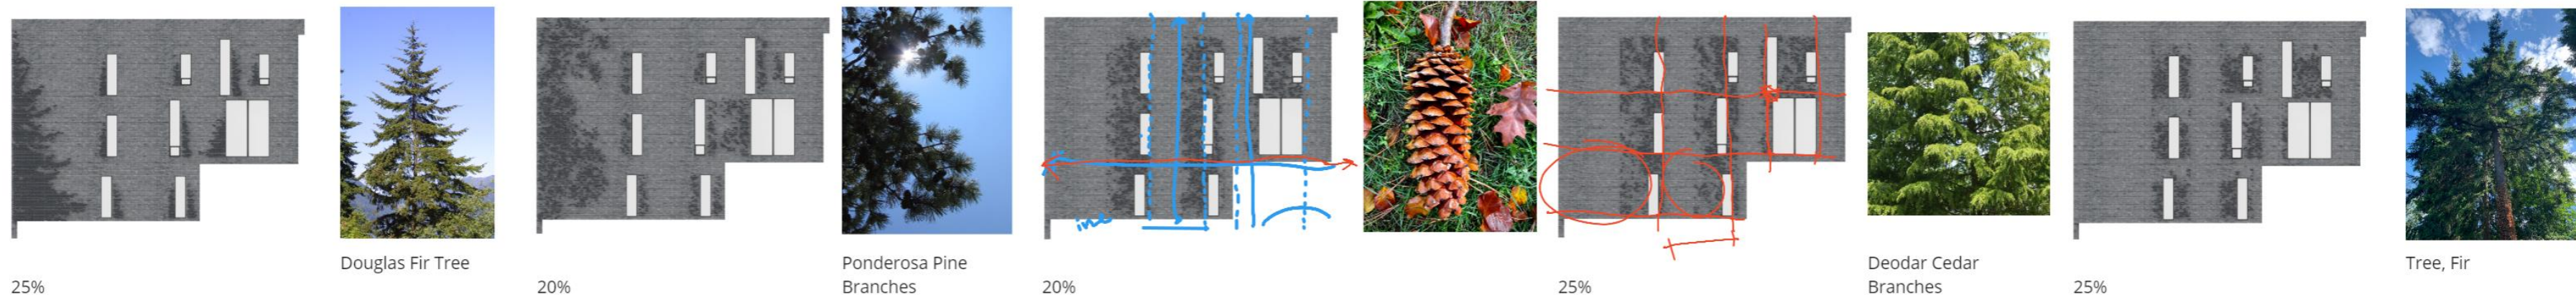 Douglas Fir Tree
25%
Ponderosa Pine
Branches
20%
20%
25%
Deodar Cedar
Branches
Tree, Fir
25%